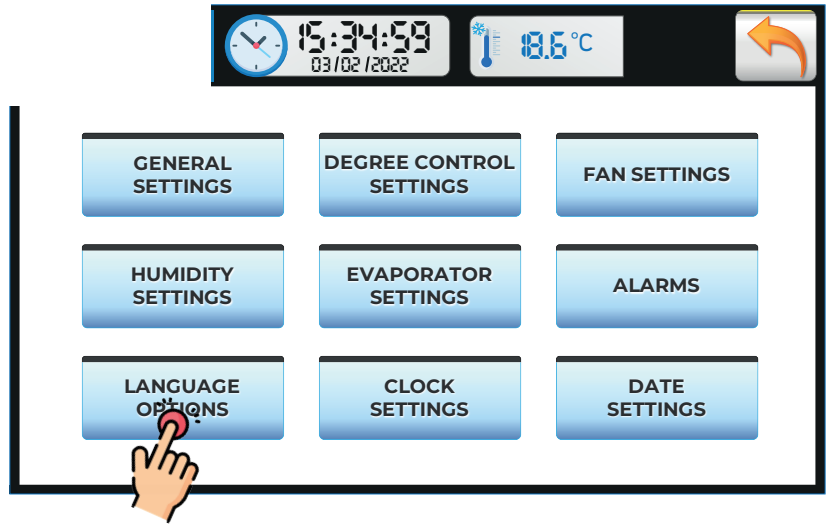 15:34:59
03/02/2022
18.6°C
GENERAL
SETTINGS
DEGREE CONTROL
SETTINGS
FAN SETTINGS
HUMIDITY
SETTINGS
EVAPORATOR
SETTINGS
ALARMS
LANGUAGE
OPTIONS
CLOCK
SETTINGS
DATE
SETTINGS